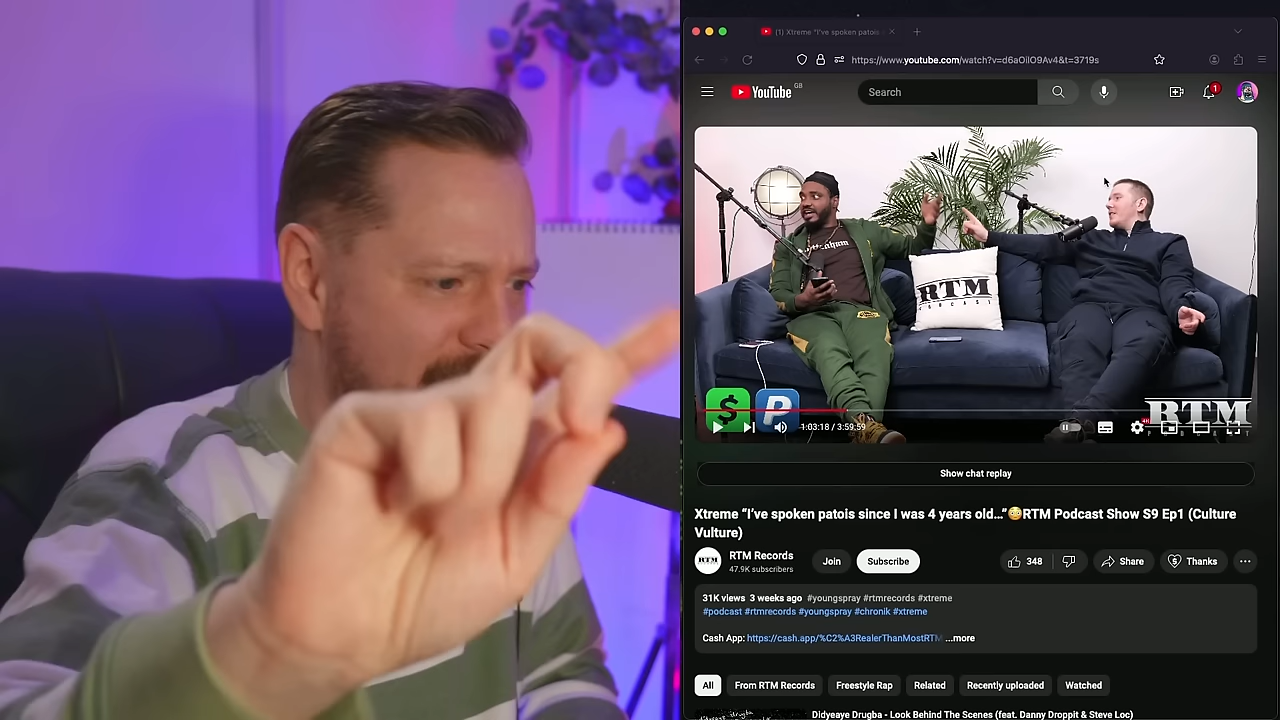 (1) Xtreme "I've spoken patois
https://www.youtube.com/watch?v=d6aOilO9Av4&t=3719s
YouTube GB
Search
1
RTM
PODCAST
$
P
1:03:18 / 3:59:59
RTM
Show chat replay
Xtreme “I’ve spoken patois since I was 4 years old...”😳RTM Podcast Show S9 Ep1 (Culture
Vulture)
RTM Records
47.9K subscribers
Join
Subscribe
348
Share
Thanks
31K views 3 weeks ago #youngspray #rtmrecords #xtreme
#podcast #rtmrecords #youngspray #chronik #xtreme
Cash App: https://cash.app/%C2%A3RealerThanMostRTM ...more
All
From RTM Records
Freestyle Rap
Related
Recently uploaded
Watched
Didyeaye Drugba - Look Behind The Scenes (feat. Danny Droppit & Steve Loc)